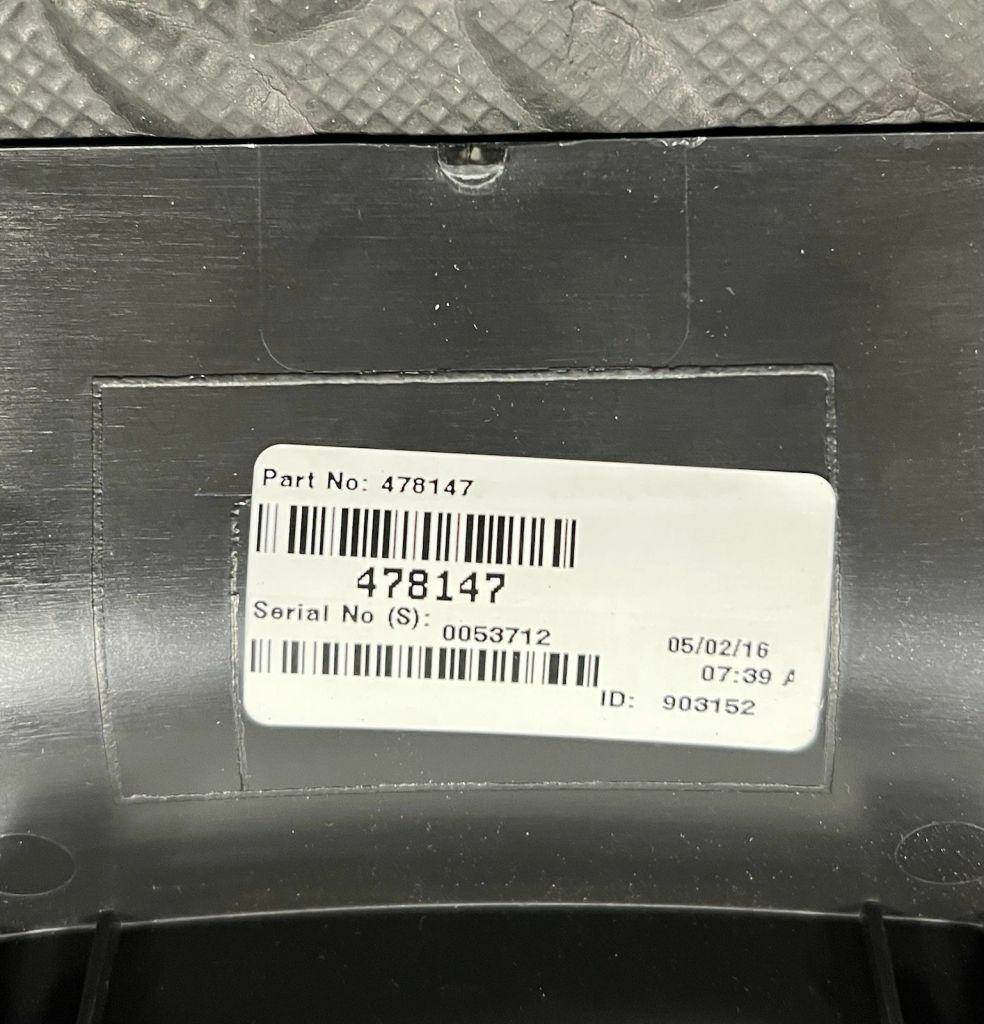 Part No: 478147
478147
Serial No (S):
0053712
05/02/16
07:39 A
ID: 903152